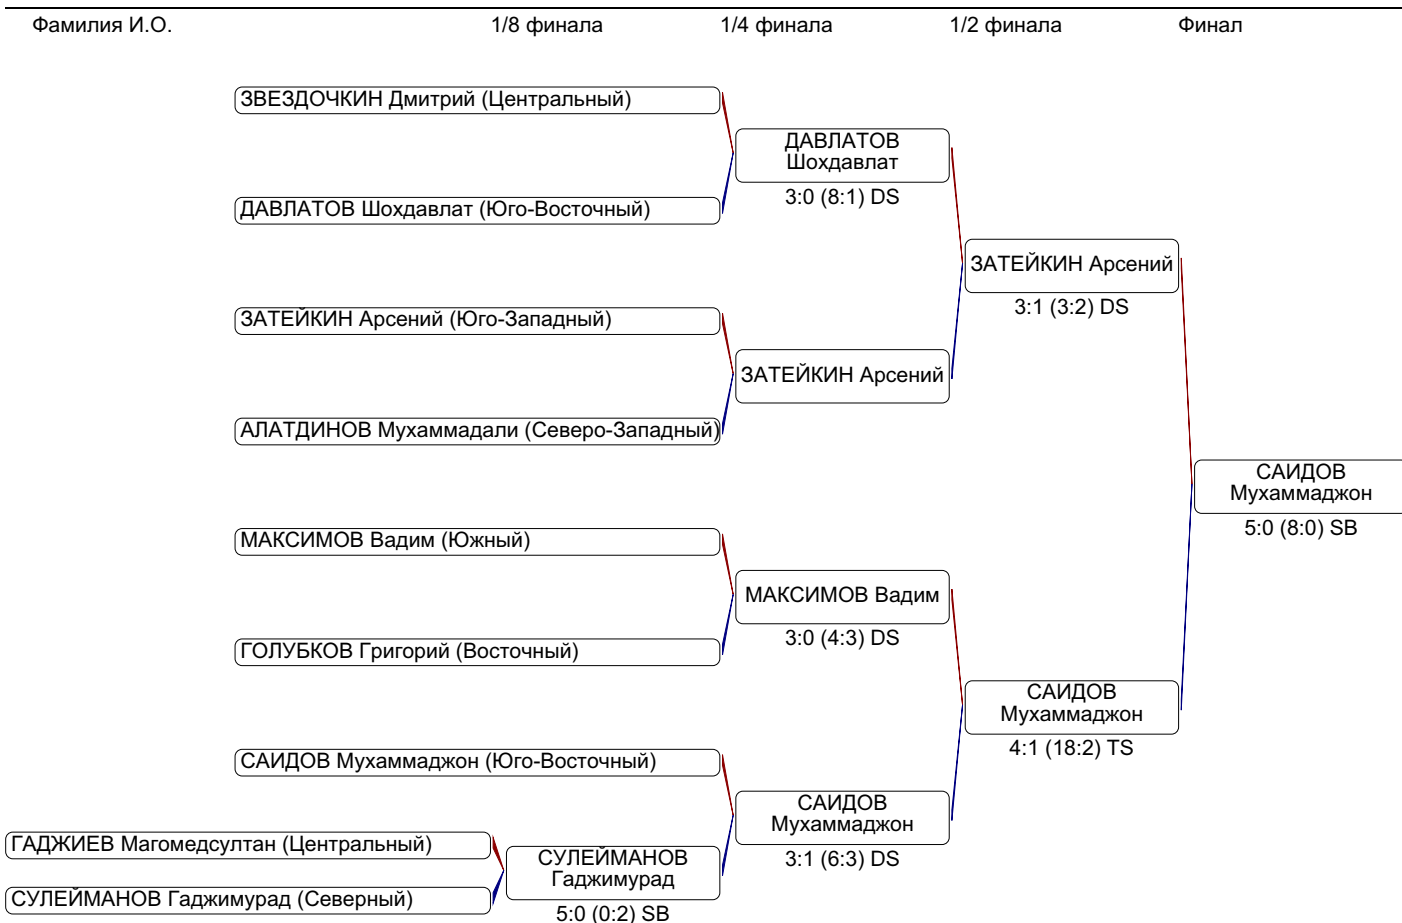 Фамилия И.О. 1/8 финала 1/4 финала 1/2 финала Финал
ЗВЕЗДОЧКИН Дмитрий (Центральный)
ДАВЛАТОВ
Шохдавлат
3:0 (8:1) DS
ДАВЛАТОВ Шохдавлат (Юго-Восточный)
ЗАТЕЙКИН Арсений
3:1 (3:2) DS
ЗАТЕЙКИН Арсений (Юго-Западный)
ЗАТЕЙКИН Арсений
АЛАТДИНОВ Мухаммадали (Северо-Западный)
САИДОВ
Мухаммаджон
5:0 (8:0) SB
МАКСИМОВ Вадим (Южный)
МАКСИМОВ Вадим
3:0 (4:3) DS
ГОЛУБКОВ Григорий (Восточный)
САИДОВ
Мухаммаджон
4:1 (18:2) TS
САИДОВ Мухаммаджон (Юго-Восточный)
САИДОВ
Мухаммаджон
3:1 (6:3) DS
ГАДЖИЕВ Магомедсултан (Центральный)
СУЛЕЙМАНОВ
Гаджимурад
5:0 (0:2) SB
СУЛЕЙМАНОВ Гаджимурад (Северный)